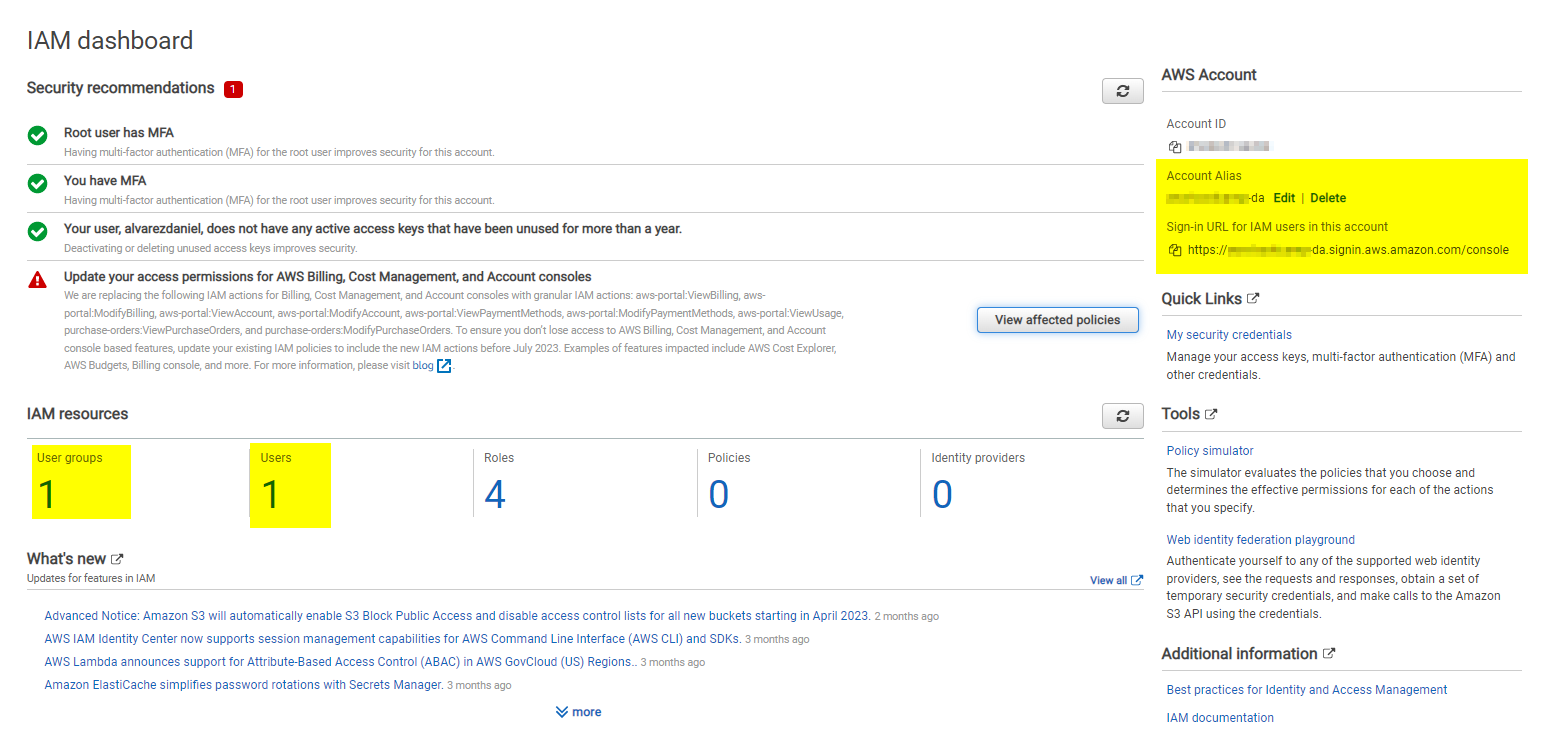 IAM dashboard
Security recommendations 1
Root user has MFA
Having multi-factor authentication (MFA) for the root user improves security for this account.
You have MFA
Having multi-factor authentication (MFA) for the root user improves security for this account.
Your user, alvarezdaniel, does not have any active access keys that have been unused for more than a year.
Deactivating or deleting unused access keys improves security.
Update your access permissions for AWS Billing, Cost Management, and Account consoles
We are replacing the following IAM actions for Billing, Cost Management, and Account consoles with granular IAM actions: aws-portal:ViewBilling, aws-
portal:ModifyBilling, aws-portal:ViewAccount, aws-portal:ModifyAccount, aws-portal:ViewPaymentMethods, aws-portal:ModifyPaymentMethods, aws-portal:ViewUsage,
purchase-orders:ViewPurchaseOrders, and purchase-orders:ModifyPurchaseOrders. To ensure you don't lose access to AWS Billing, Cost Management, and Account
console based features, update your existing IAM policies to include the new IAM actions before July 2023. Examples of features impacted include AWS Cost Explorer,
AWS Budgets, Billing console, and more. For more information, please visit blog .
View affected policies
IAM resources
User groups
1
Users
1
Roles
4
Policies
0
Identity providers
0
What's new
Updates for features in IAM
View all
Advanced Notice: Amazon S3 will automatically enable S3 Block Public Access and disable access control lists for all new buckets starting in April 2023. 2 months ago
AWS IAM Identity Center now supports session management capabilities for AWS Command Line Interface (AWS CLI) and SDKs. 3 months ago
AWS Lambda announces support for Attribute-Based Access Control (ABAC) in AWS GovCloud (US) Regions.. 3 months ago
Amazon ElastiCache simplifies password rotations with Secrets Manager. 3 months ago
more
AWS Account
Account ID
Account Alias
-da Edit | Delete
Sign-in URL for IAM users in this account
https:// -da.signin.aws.amazon.com/console
Quick Links
My security credentials
Manage your access keys, multi-factor authentication (MFA) and
other credentials.
Tools
Policy simulator
The simulator evaluates the policies that you choose and
determines the effective permissions for each of the actions
that you specify.
Web identity federation playground
Authenticate yourself to any of the supported web identity
providers, see the requests and responses, obtain a set of
temporary security credentials, and make calls to the Amazon
S3 API using the credentials.
Additional information
Best practices for Identity and Access Management
IAM documentation